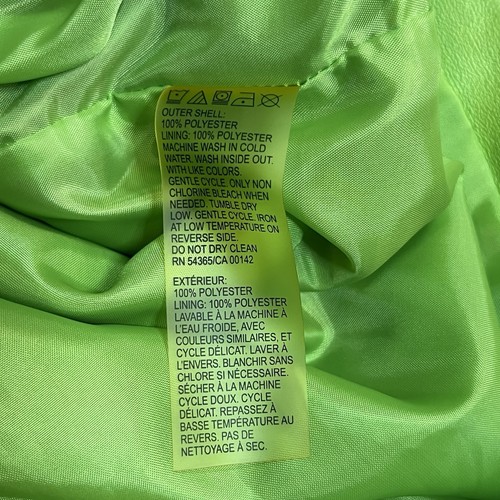 OUTER SHELL:
100% POLYESTER
LINING: 100% POLYESTER
MACHINE WASH IN COLD
WATER. WASH INSIDE OUT.
WITH LIKE COLORS.
GENTLE CYCLE. ONLY NON
CHLORINE BLEACH WHEN
NEEDED. TUMBLE DRY
LOW. GENTLE CYCLE. IRON
AT LOW TEMPERATURE ON
REVERSE SIDE.
DO NOT DRY CLEAN
RN 54365/CA 00142
EXTÉRIEUR:
100% POLYESTER
LINING: 100% POLYESTER
LAVABLE À LA MACHINE À
L'EAU FROIDE, AVEC
COULEURS SIMILAIRES, ET
CYCLE DÉLICAT. LAVER À
L'ENVERS. BLANCHIR SANS
CHLORE SI NÉCESSAIRE.
SÉCHER À LA MACHINE
CYCLE DOUX. CYCLE
DÉLICAT. REPASSEZ À
BASSE TEMPÉRATURE AU
REVERS. PAS DE
NETTOYAGE À SEC.